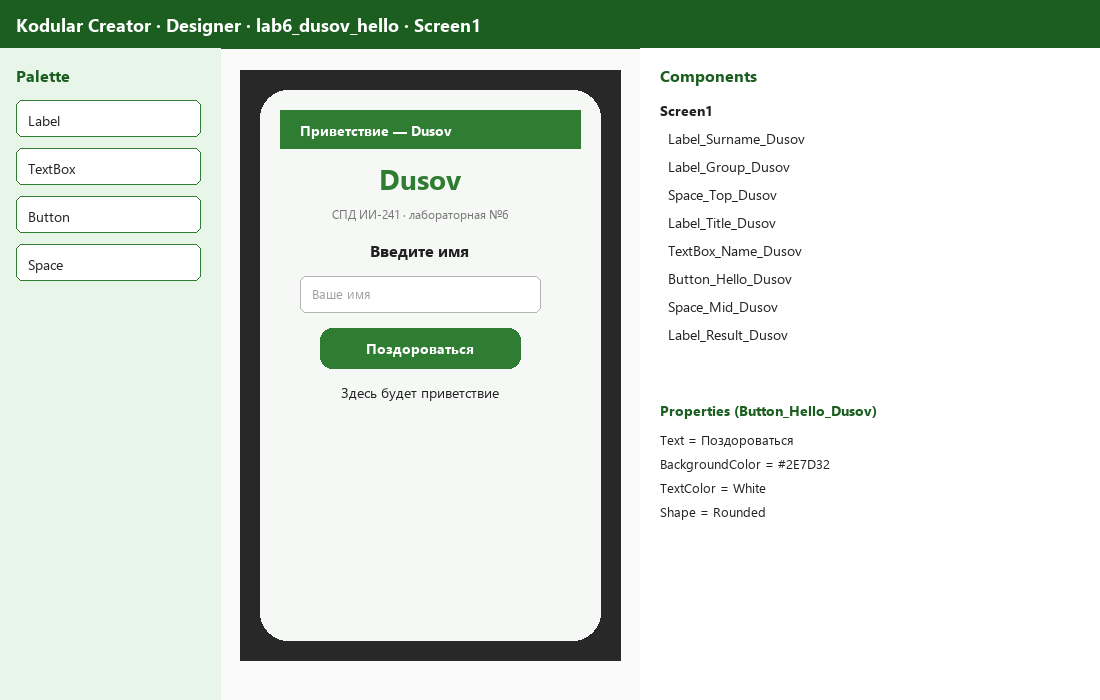 Kodular Creator · Designer · lab6_dusov_hello · Screen1
Palette
Label
TextBox
Button
Space
Приветствие — Dusov
Dusov
СПД ИИ-241 · лабораторная №6
Введите имя
Ваше имя
Поздороваться
Здесь будет приветствие
Components
Screen1
Label_Surname_Dusov
Label_Group_Dusov
Space_Top_Dusov
Label_Title_Dusov
TextBox_Name_Dusov
Button_Hello_Dusov
Space_Mid_Dusov
Label_Result_Dusov
Properties (Button_Hello_Dusov)
Text = Поздороваться
BackgroundColor = #2E7D32
TextColor = White
Shape = Rounded